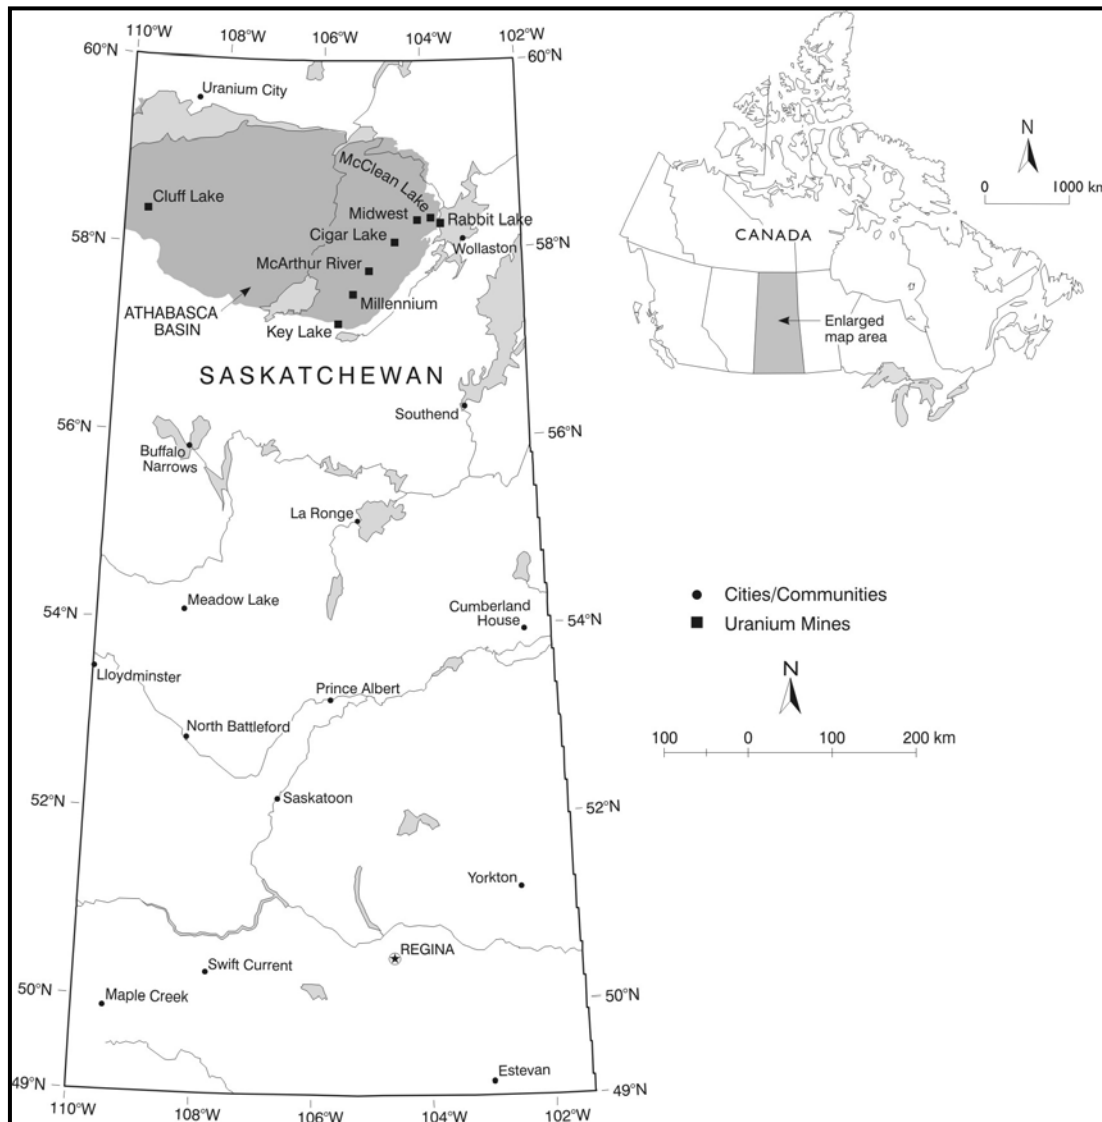 110°W
108°W
106°W
104°W
102°W
60°N
60°N
Uranium City
McClean Lake
Cluff Lake
Midwest
Rabbit Lake
Cigar Lake
Wollaston
58°N
58°N
McArthur River
Millennium
ATHABASCA
BASIN
Key Lake
SASKATCHEWAN
Southend
56°N
56°N
Buffalo
Narrows
La Ronge
Meadow Lake
Cumberland
House
54°N
54°N
Lloydminster
Prince Albert
North Battleford
52°N
Saskatoon
52°N
Yorkton
REGINA
Swift Current
50°N
Maple Creek
50°N
Estevan
49°N
49°N
110°W
108°W
106°W
104°W
102°W
N
0 1000 km
CANADA
Enlarged
map area
Cities/Communities
Uranium Mines
N
100 0 100 200 km